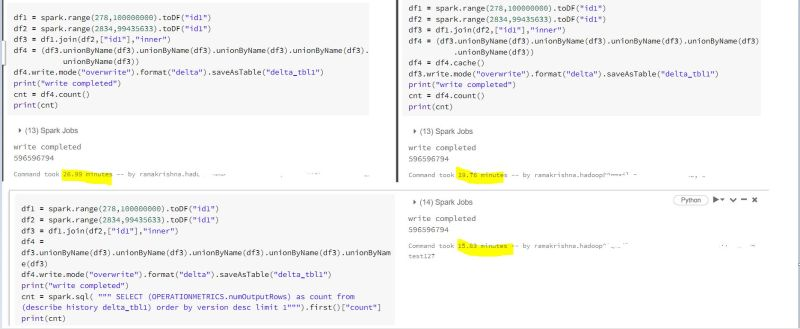 df1 = spark.range(278,100000000).toDF("id1")
df2 = spark.range(2834,99435633).toDF("id1")
df3 = df1.join(df2,["id1"],"inner")
df4 = (df3.unionByName(df3).unionByName(df3).unionByName(df3).unionByName(df3).
unionByName(df3))
df4.write.mode("overwrite").format("delta").saveAsTable("delta_tbl1")
print("write completed")
cnt = df4.count()
print(cnt)
(13) Spark Jobs
write completed
596596794
Command took 26.99 minutes -- by ramakrishna.hadoo
df1 = spark.range(278,100000000).toDF("id1")
df2 = spark.range(2834,99435633).toDF("id1")
df3 = df1.join(df2,["id1"],"inner")
df4 = (df3.unionByName(df3).unionByName(df3).unionByName(df3).unionByName(df3)
.unionByName(df3))
df4 = df4.cache()
df3.write.mode("overwrite").format("delta").saveAsTable("delta_tbl1")
print("write completed")
cnt = df4.count()
print(cnt)
(13) Spark Jobs
write completed
596596794
Command took minutes -- by
df1 = spark.range(278,100000000).toDF("id1")
df2 = spark.range(2834,99435633).toDF("id1")
df3 = df1.join(df2,["id1"],"inner")
df4 =
df3.unionByName(df3).unionByName(df3).unionByName(df3).unionByName(df3).unionByNam
e(df3)
df4.write.mode("overwrite").format("delta").saveAsTable("delta_tbl1")
print("write completed")
cnt = spark.sql( """ SELECT (OPERATIONMETRICS.numOutputRows) as count from
(describe history delta_tbl1) order by version desc limit 1""").first()["count"]
print(cnt)
(14) Spark Jobs
Python
write completed
596596794
Command took minutes -- by
test127